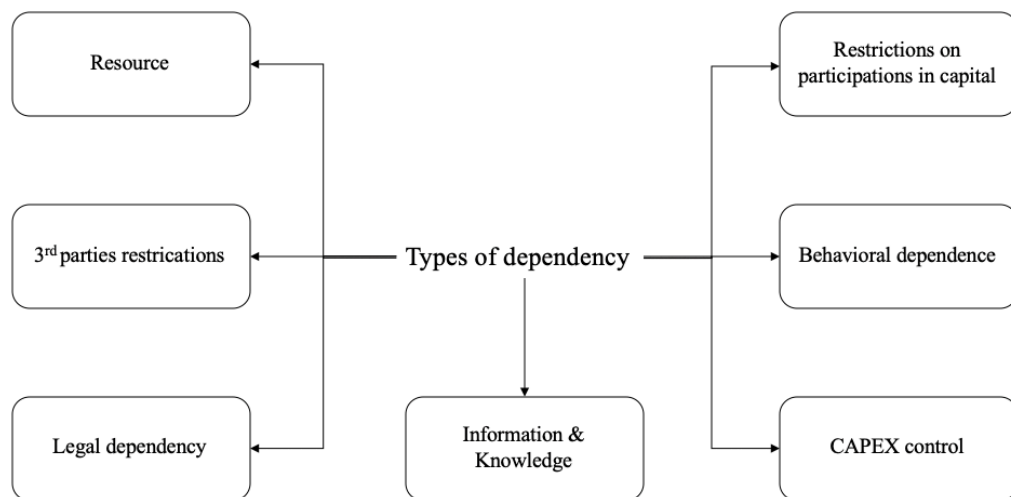 Resource
Restrictions on
participations in capital
3rd parties restrications
Types of dependency
Behavioral dependence
Legal dependency
Information &
Knowledge
CAPEX control